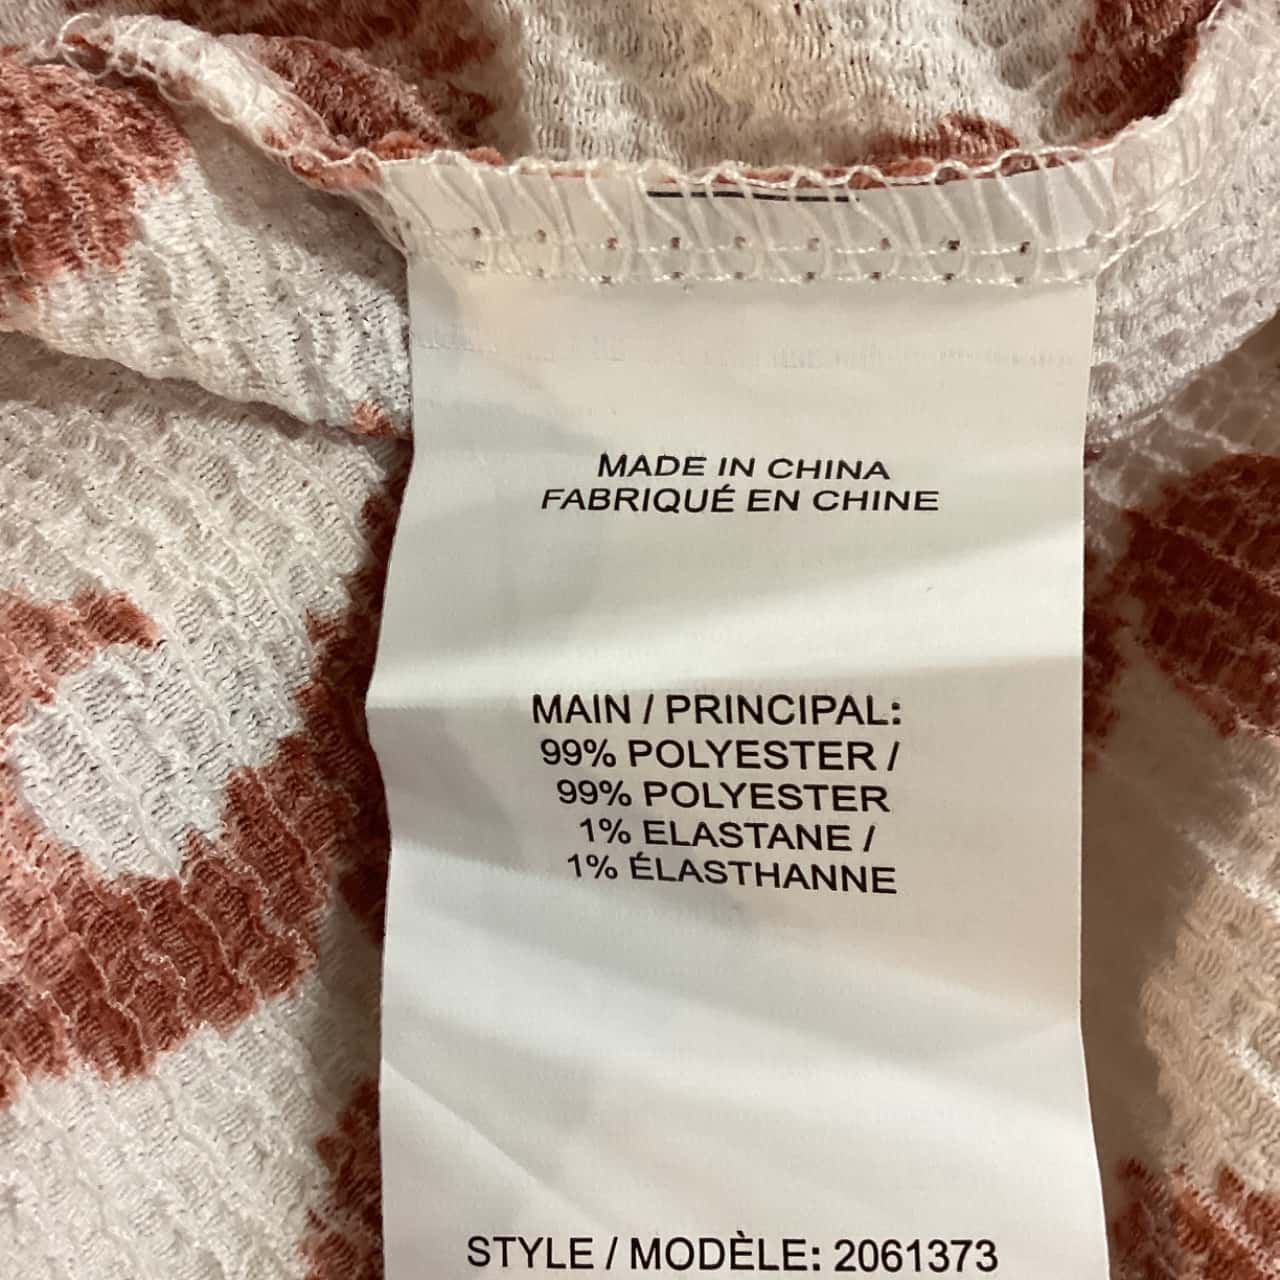 MADE IN CHINA
FABRIQUÉ EN CHINE
MAIN / PRINCIPAL:
99% POLYESTER /
99% POLYESTER
1% ELASTANE /
1% ÉLASTHANNE
STYLE / MODÈLE: 2061373